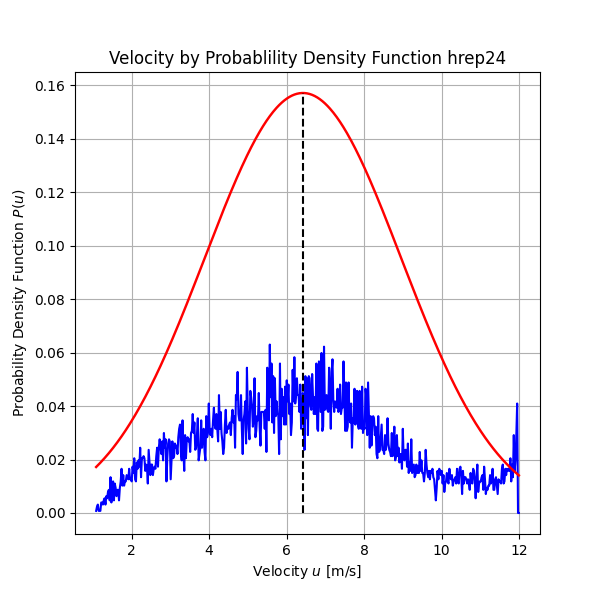 Velocity by Probablility Density Function hrep24
0.16
0.14
0.12
0.10
0.08
0.06
0.04
0.02
0.00
Probability Density Function P(u)
2 4 6 8 10 12
Velocity u [m/s]